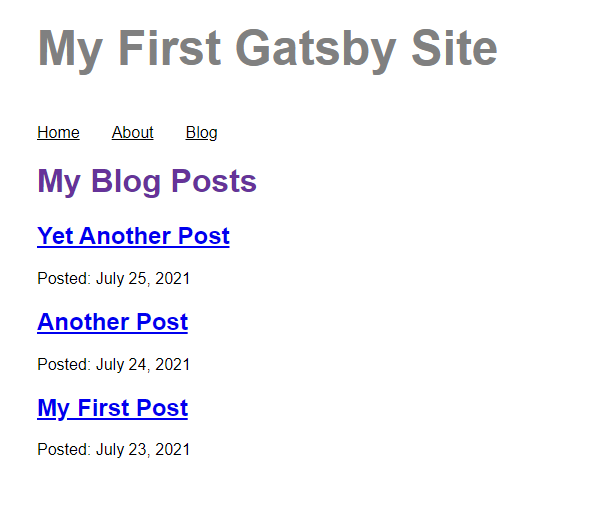 My First Gatsby Site
Home About Blog
My Blog Posts
Yet Another Post
Posted: July 25, 2021
Another Post
Posted: July 24, 2021
My First Post
Posted: July 23, 2021